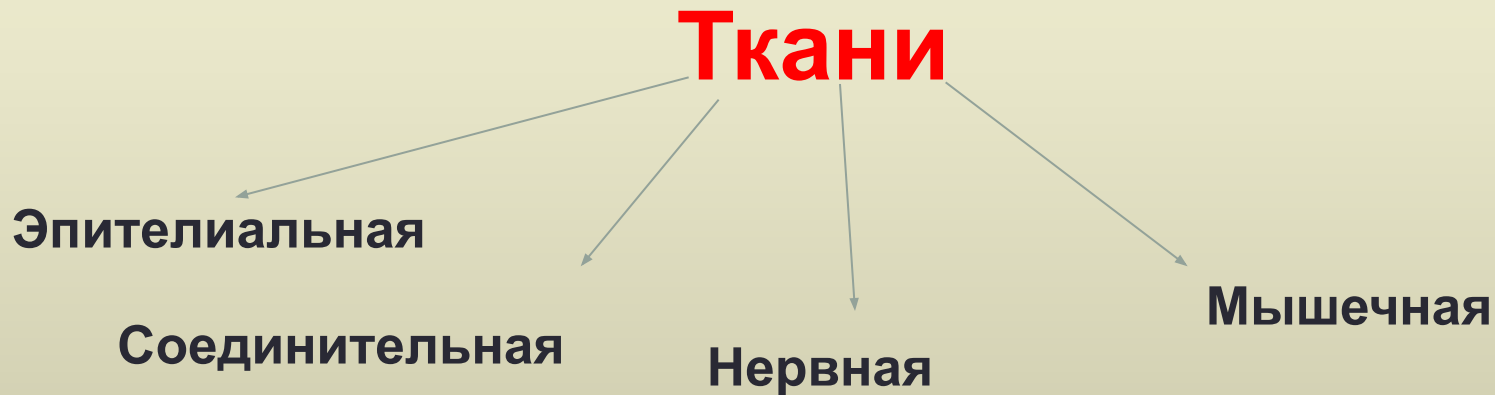 Ткани
Эпителиальная
Соединительная
Нервная
Мышечная